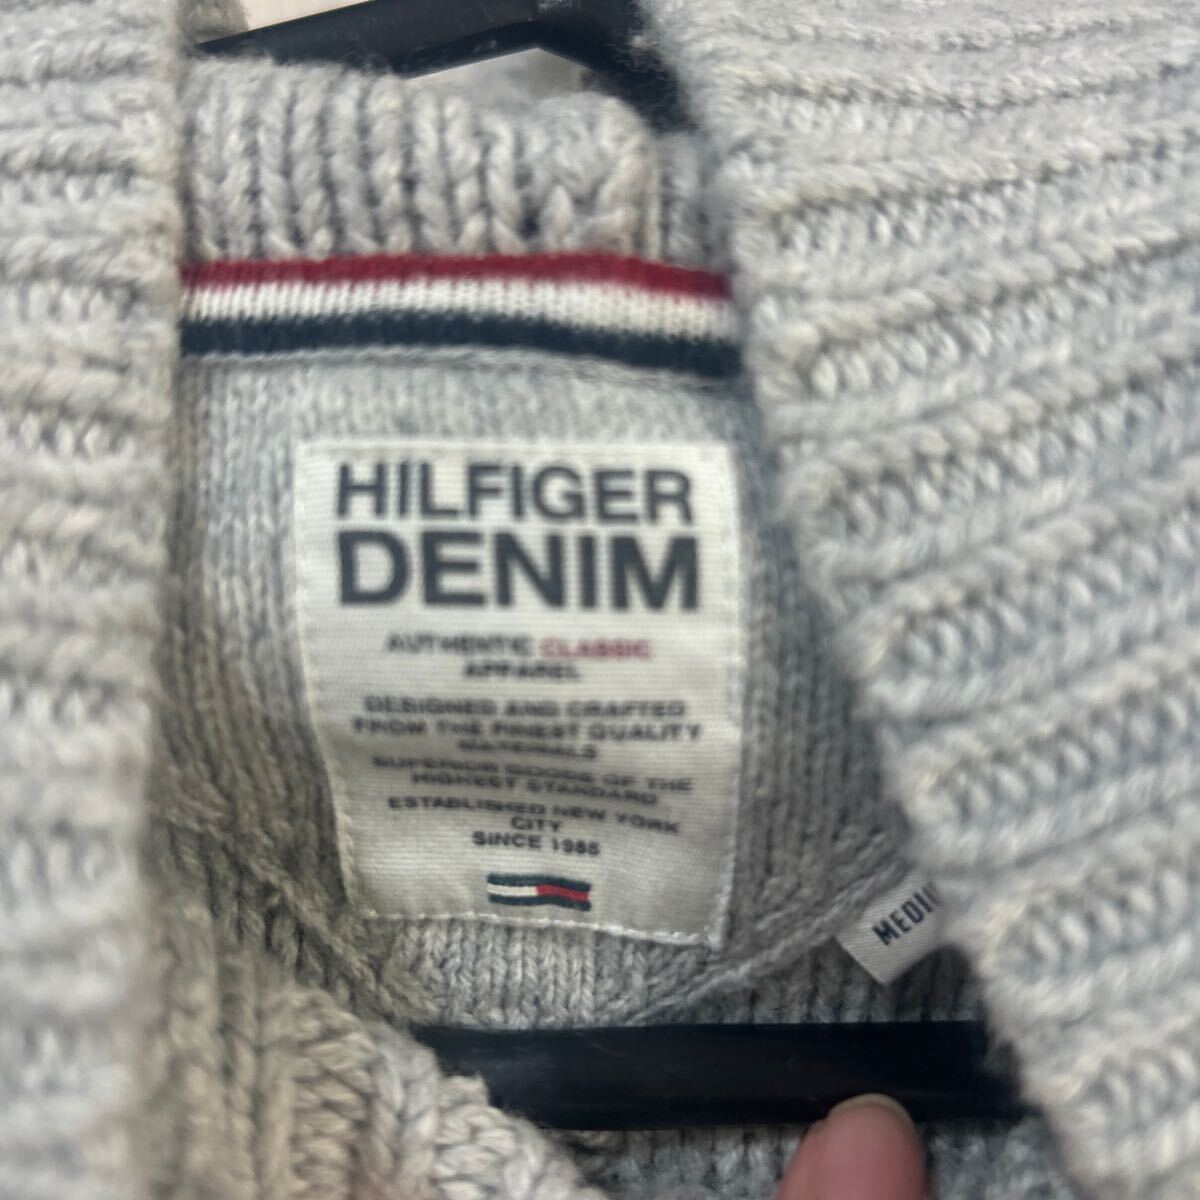 HILFIGER
DENIM
AUTHENTIC CLASSIC
APPAREL
DESIGNED AND CRAFTED
FROM THE FINEST QUALITY
MATERIALS
SUPERIOR GOODS OF THE
HIGHEST STANDARD
ESTABLISHED NEW YORK
CITY
SINCE 1985